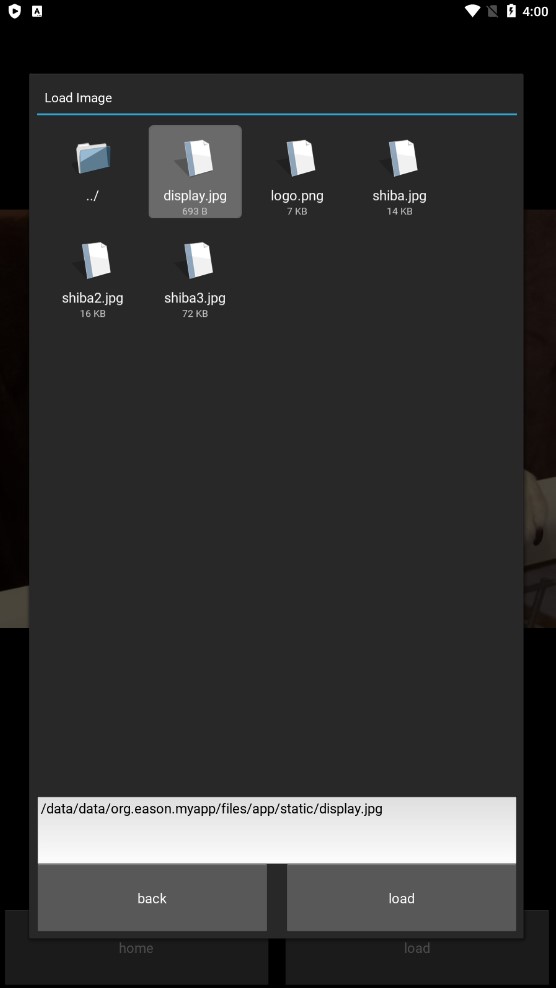 4:00
Load Image
../
display.jpg
693 B
logo.png
7 KB
shiba.jpg
14 KB
shiba2.jpg
16 KB
shiba3.jpg
72 KB
/data/data/org.eason.myapp/files/app/static/display.jpg
back
load
home
load